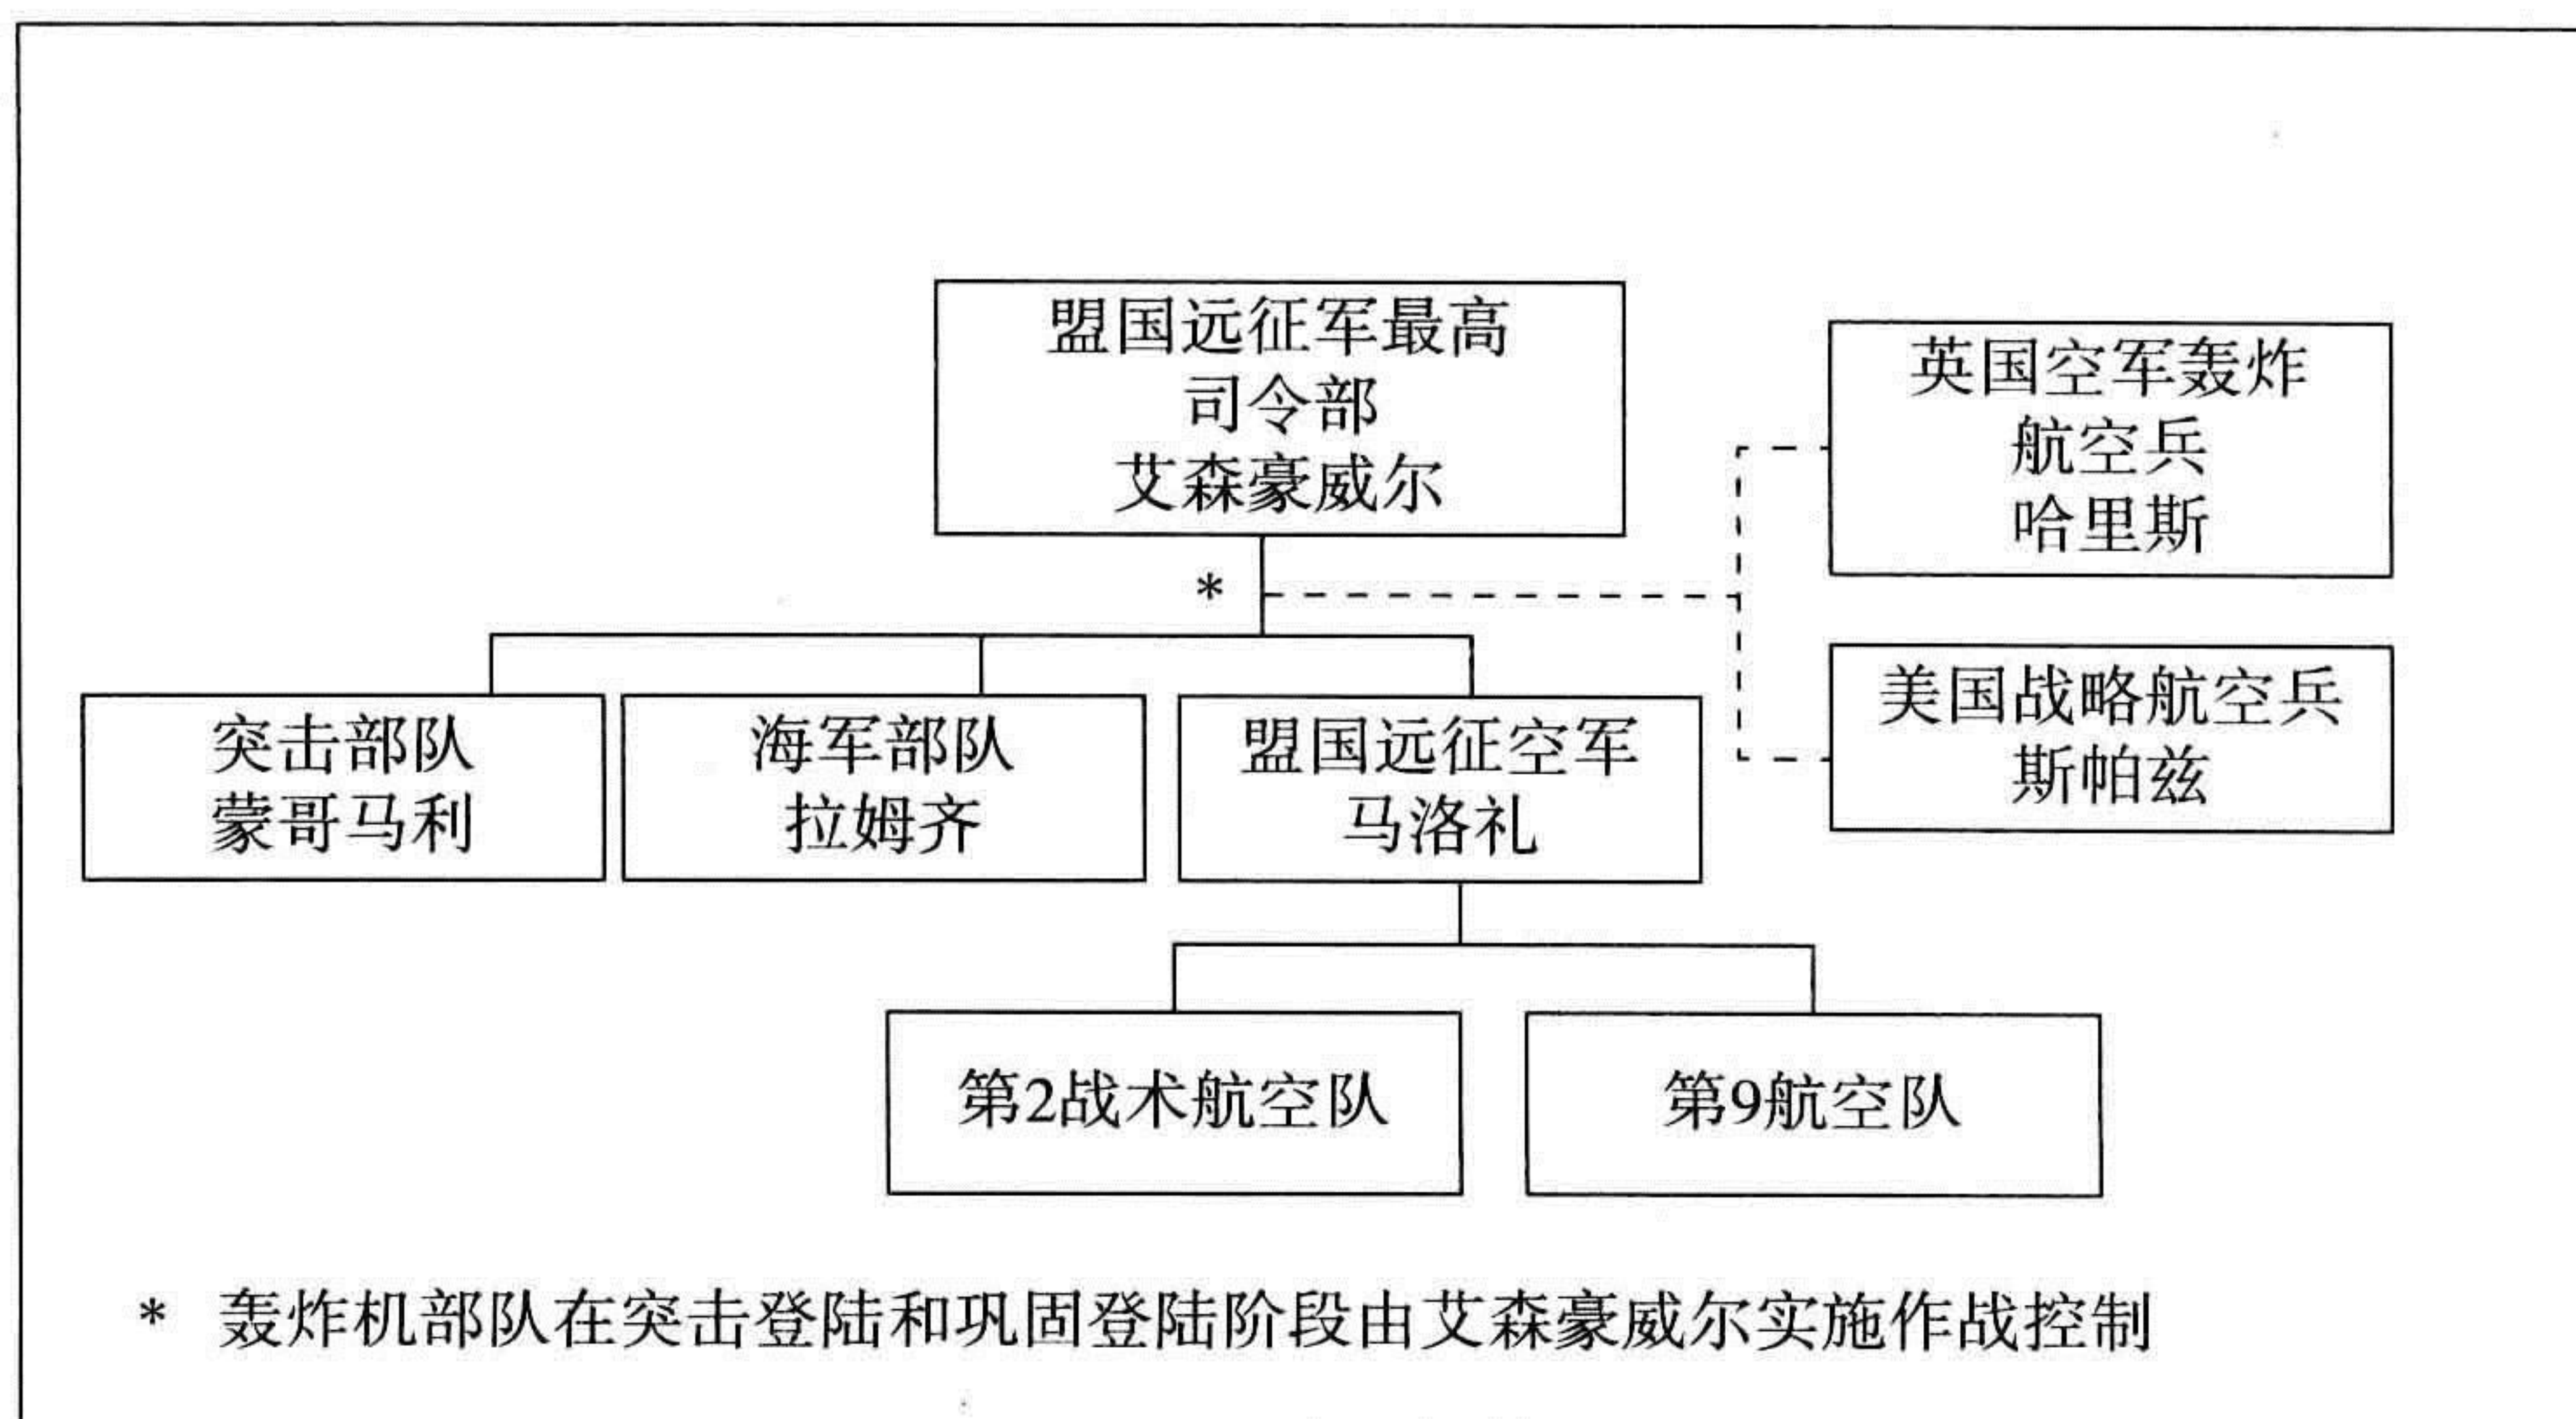 盟国远征军最高
司令部
艾森豪威尔
英国空军轰炸
航空兵
哈里斯
*
美国战略航空兵
斯帕兹
突击部队
蒙哥马利
海军部队
拉姆齐
盟国远征空军
马洛礼
第2战术航空队
第9航空队
* 轰炸机部队在突击登陆和巩固登陆阶段由艾森豪威尔实施作战控制